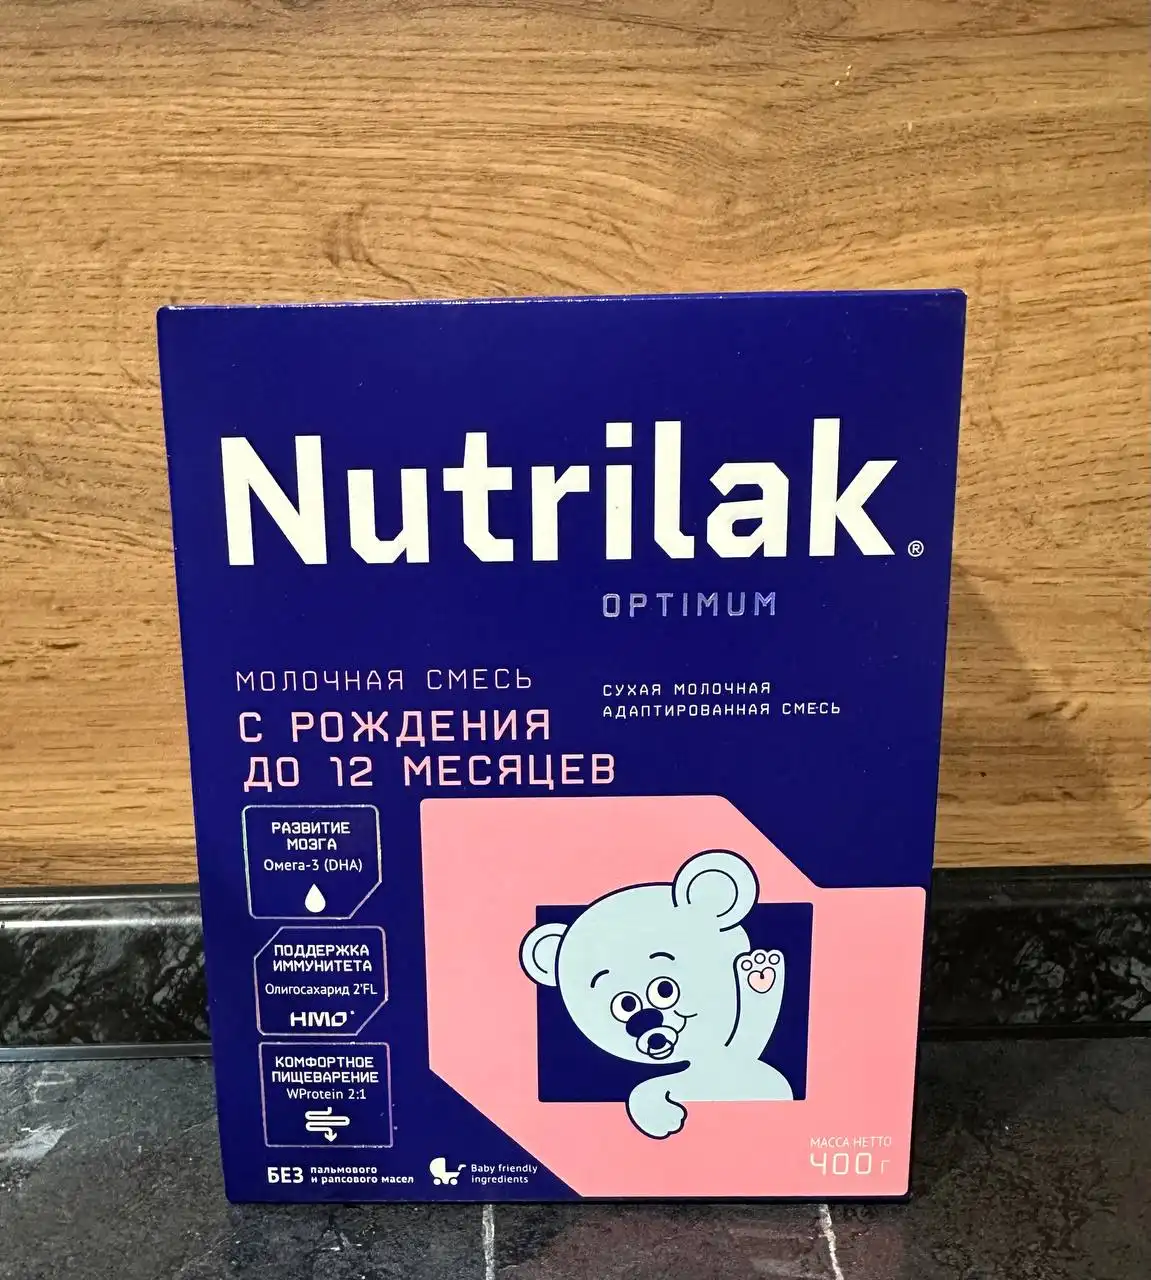 Nutrilak®
OPTIMUM
МОЛОЧНАЯ СМЕСЬ
С РОЖДЕНИЯ
ДО 12 МЕСЯЦЕВ
СУХАЯ МОЛОЧНАЯ
АДАПТИРОВАННАЯ СМЕСЬ
РАЗВИТИЕ
МОЗГА
Омега-3 (DHA)
ПОДДЕРЖКА
ИММУНИТЕТА
Олигосахарид 2'FL
HMO
КОМФОРТНОЕ
ПИЩЕВАРЕНИЕ
WProtein 2:1
БЕЗ пальмового
и рапсового масел
Baby friendly
ingredients
МАССА НЕТТО
400 г